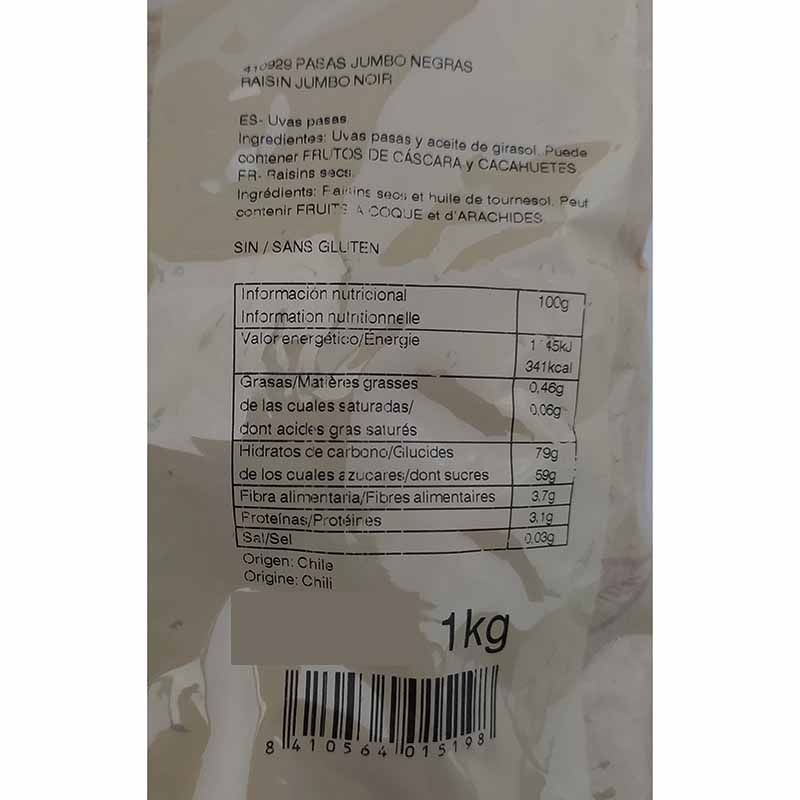 410929 PASAS JUMBO NEGRAS
RAISIN JUMBO NOIR
ES- Uvas pasas
Ingredientes: Uvas pasas y aceite de girasol. Puede
contener FRUTOS DE CÁSCARA y CACAHUETES.
FR- Raisins secs.
Ingrédients: Raisins secs et huile de tournesol. Peut
contenir FRUITS A COQUE et d'ARACHIDES
SIN / SANS GLUTEN
Información nutricional
Information nutritionnelle
100g
Valor energético/Énergie
341kcal
Grasas/Matières grasses
0,46g
de las cuales saturadas/
dont acides gras saturés
0,06g
Hidratos de carbono/Glucides
79g
de los cuales azucares/dont sucres
59g
Fibra alimentaria/Fibres alimentaires
3,7g
Proteínas/Protéines
3,1g
Sal/Sel
0,03g
Origen: Chile
Origine: Chili
1kg
8 410564 015198